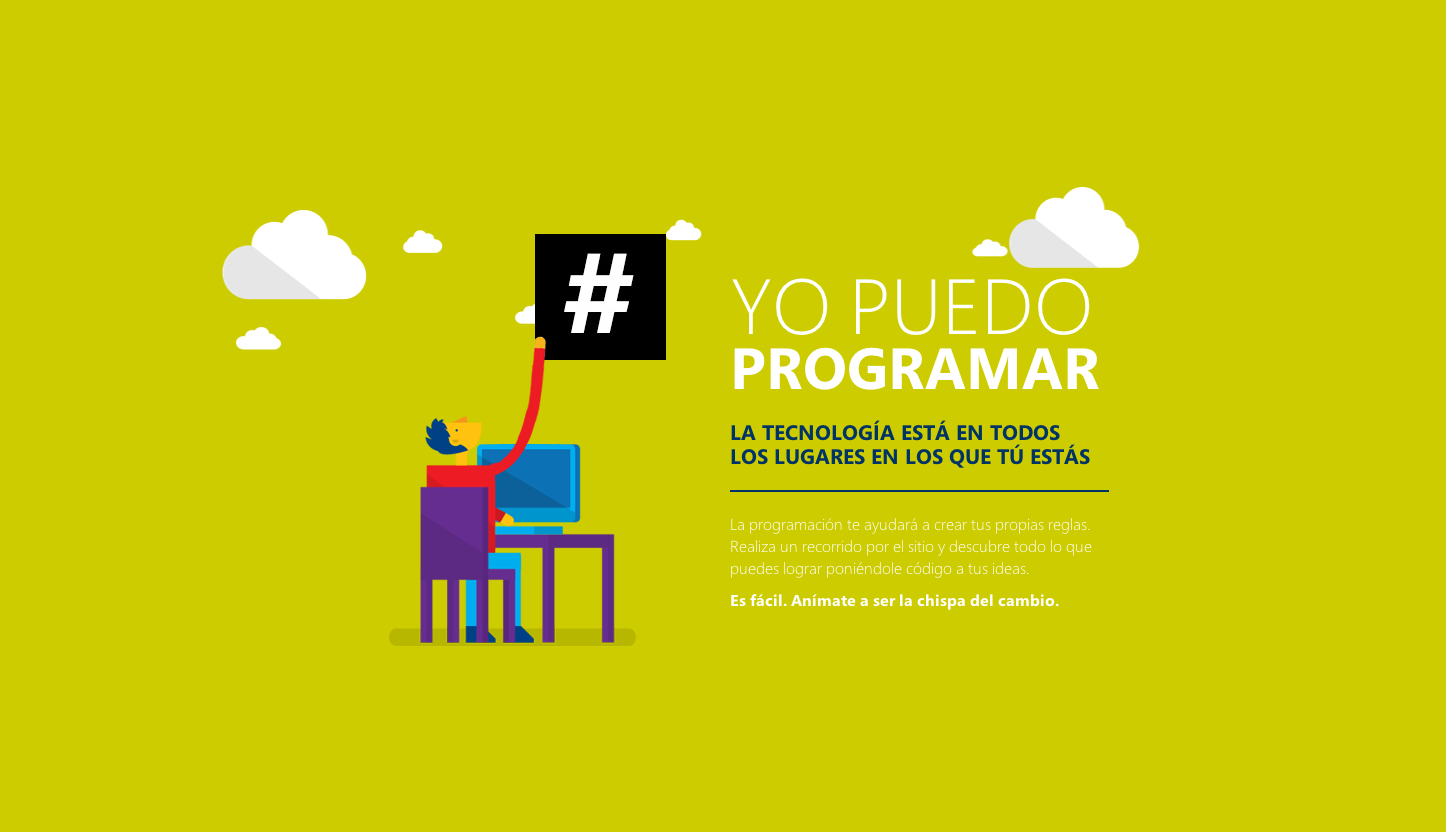 #
YO PUEDO
PROGRAMAR
LA TECNOLOGÍA ESTÁ EN TODOS
LOS LUGARES EN LOS QUE TÚ ESTÁS
La programación te ayudará a crear tus propias reglas.
Realiza un recorrido por el sitio y descubre todo lo que
puedes lograr poniéndole código a tus ideas.
Es fácil. Anímate a ser la chispa del cambio.